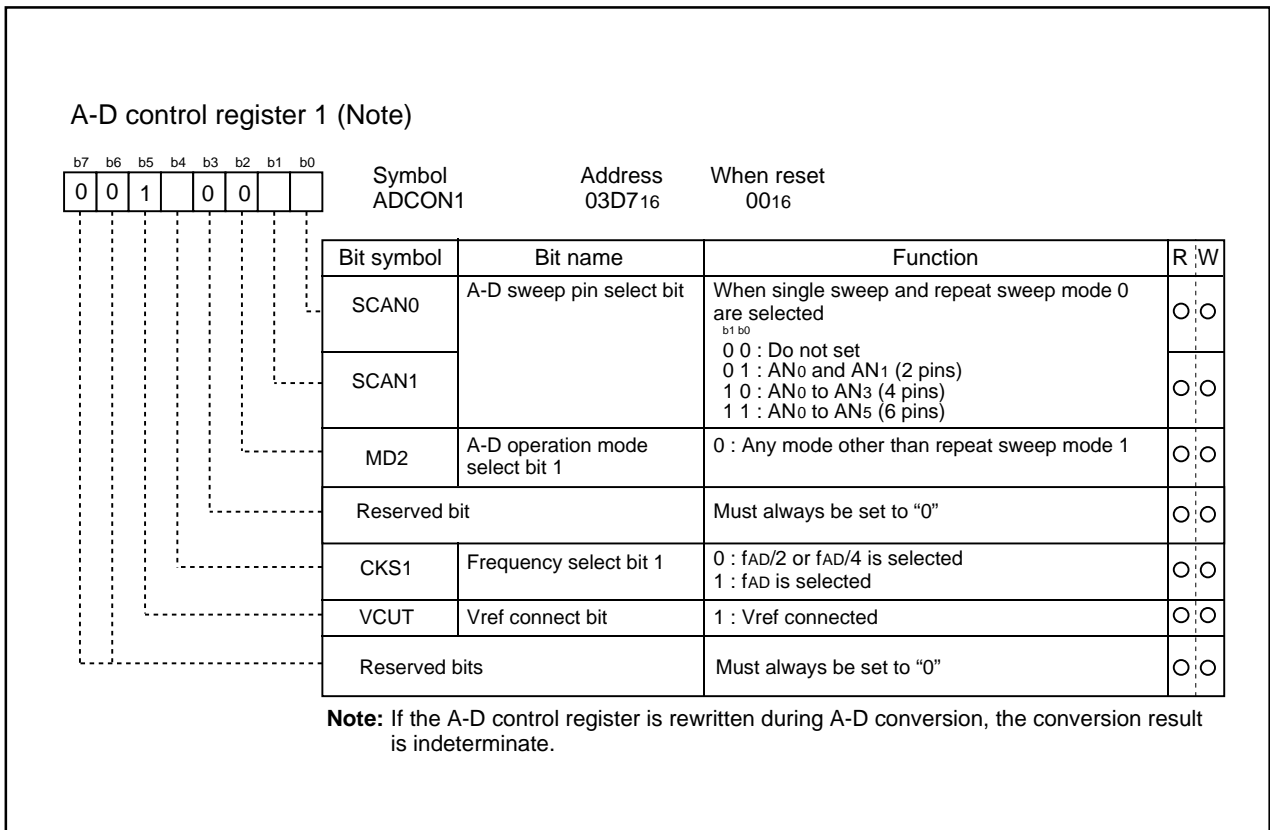 A-D control register 1 (Note)
b7 b6 b5 b4 b3 b2 b1 b0
0 0 1 0 0
Symbol Address When reset
ADCON1 03D716 0016
Bit symbol Bit name Function R W
SCAN0 A-D sweep pin select bit When single sweep and repeat sweep mode 0
are selected
b1 b0
0 0 : Do not set
SCAN1 0 1 : AN0 and AN1 (2 pins)
1 0 : AN0 to AN3 (4 pins)
1 1 : AN0 to AN5 (6 pins)
MD2 A-D operation mode
select bit 1 0 : Any mode other than repeat sweep mode 1
Reserved bit Must always be set to “0”
CKS1 Frequency select bit 1 0 : fAD/2 or fAD/4 is selected
1 : fAD is selected
VCUT Vref connect bit 1 : Vref connected
Reserved bits Must always be set to “0”
Note: If the A-D control register is rewritten during A-D conversion, the conversion result
is indeterminate.